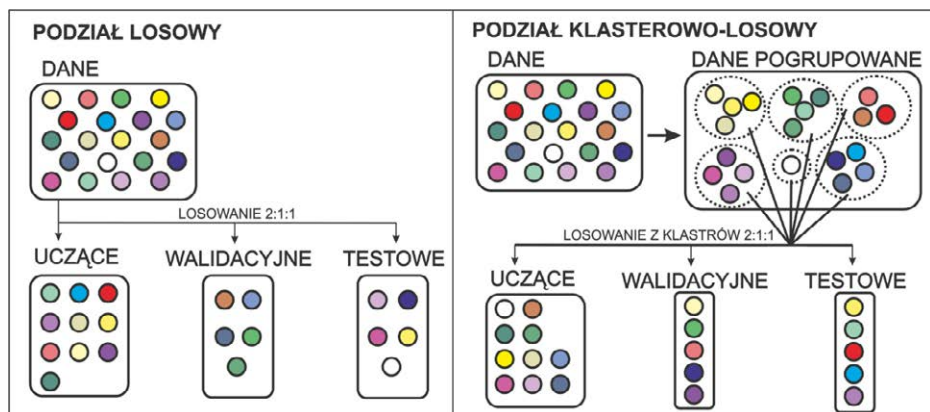 PODZIAŁ LOSOWY
DANE
LOSOWANIE 2:1:1
UCZĄCE
WALIDACYJNE
TESTOWE
PODZIAŁ KLASTEROWO-LOSOWY
DANE
DANE POGRUPOWANE
LOSOWANIE Z KLASTRÓW 2:1:1
UCZĄCE
WALIDACYJNE
TESTOWE